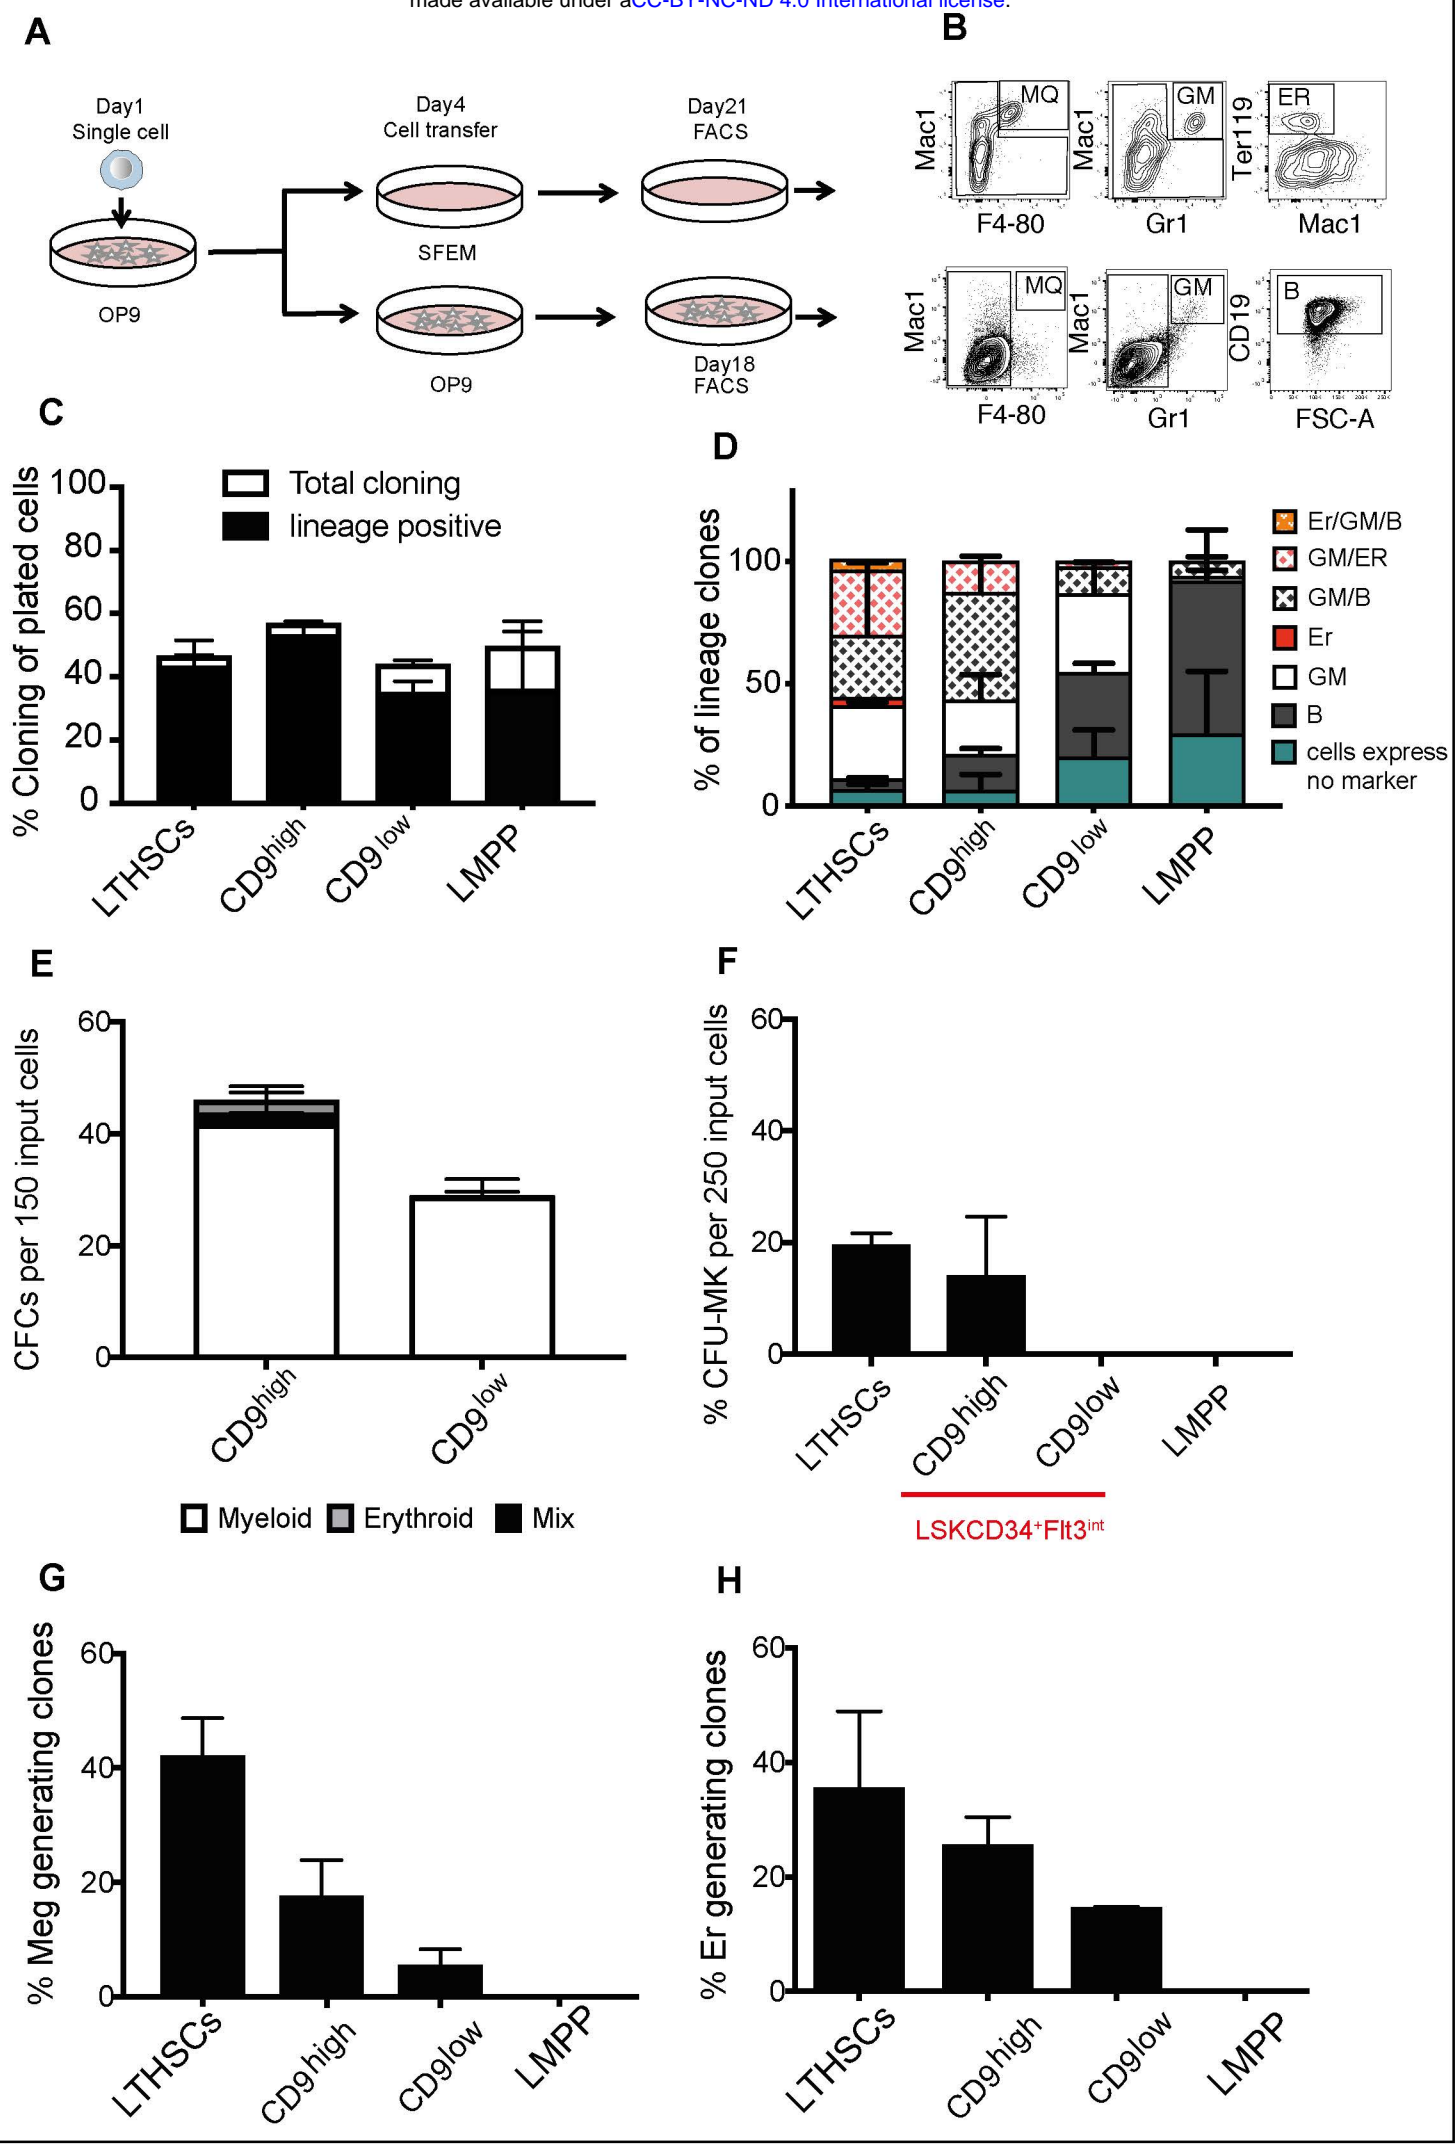 made available under aCC-BY-NC-ND 4.0 International license.
A
Day1
Single cell
OP9
Day4
Cell transfer
SFEM
OP9
Day21
FACS
Day18
FACS
B
Mac1
MQ
F4-80
Mac1
GM
Gr1
Ter119
ER
Mac1
Mac1
MQ
F4-80
Mac1
GM
Gr1
CD19
B
FSC-A
C
% Cloning of plated cells
100
80
60
40
20
0
Total cloning
lineage positive
LTHSCs
CD9high
CD9low
LMPP
D
% of lineage clones
100
50
0
Er/GM/B
GM/ER
GM/B
Er
GM
B
cells express
no marker
LTHSCs
CD9high
CD9low
LMPP
E
CFCs per 150 input cells
60
40
20
0
CD9high
CD9low
Myeloid
Erythroid
Mix
F
% CFU-MK per 250 input cells
60
40
20
0
LTHSCs
CD9high
CD9low
LMPP
LSKCD34+Flt3int
G
% Meg generating clones
60
40
20
0
LTHSCs
CD9high
CD9low
LMPP
H
% Er generating clones
60
40
20
0
LTHSCs
CD9high
CD9low
LMPP